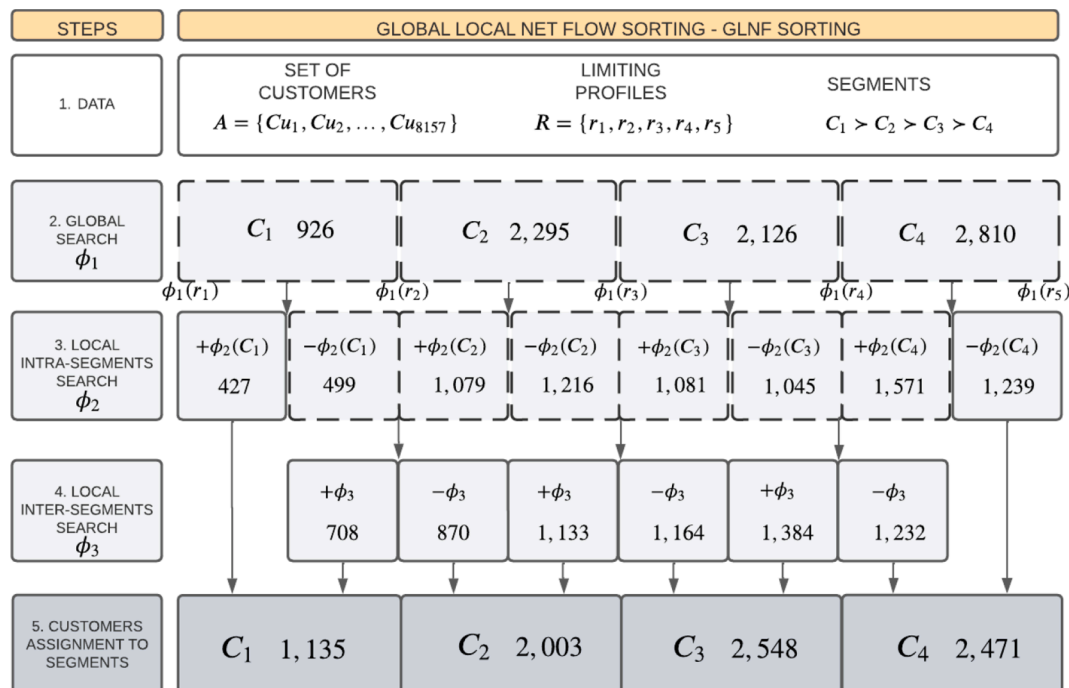 STEPS
GLOBAL LOCAL NET FLOW SORTING - GLNF SORTING
1. DATA
SET OF
CUSTOMERS
A = {Cu₁, Cu₂, ..., Cu₈₁₅₇}
LIMITING
PROFILES
R = {r₁, r₂, r₃, r₄, r₅}
SEGMENTS
C₁ ≻ C₂ ≻ C₃ ≻ C₄
2. GLOBAL
SEARCH
ϕ₁
C₁ 926
C₂ 2,295
C₃ 2,126
C₄ 2,810
ϕ₁(r₁)
ϕ₁(r₂)
ϕ₁(r₃)
ϕ₁(r₄)
ϕ₁(r₅)
3. LOCAL
INTRA-SEGMENTS
SEARCH
ϕ₂
+ϕ₂(C₁)
427
−ϕ₂(C₁)
499
+ϕ₂(C₂)
1,079
−ϕ₂(C₂)
1,216
+ϕ₂(C₃)
1,081
−ϕ₂(C₃)
1,045
+ϕ₂(C₄)
1,571
−ϕ₂(C₄)
1,239
4. LOCAL
INTER-SEGMENTS
SEARCH
ϕ₃
+ϕ₃
708
−ϕ₃
870
+ϕ₃
1,133
−ϕ₃
1,164
+ϕ₃
1,384
−ϕ₃
1,232
5. CUSTOMERS
ASSIGNMENT TO
SEGMENTS
C₁ 1,135
C₂ 2,003
C₃ 2,548
C₄ 2,471